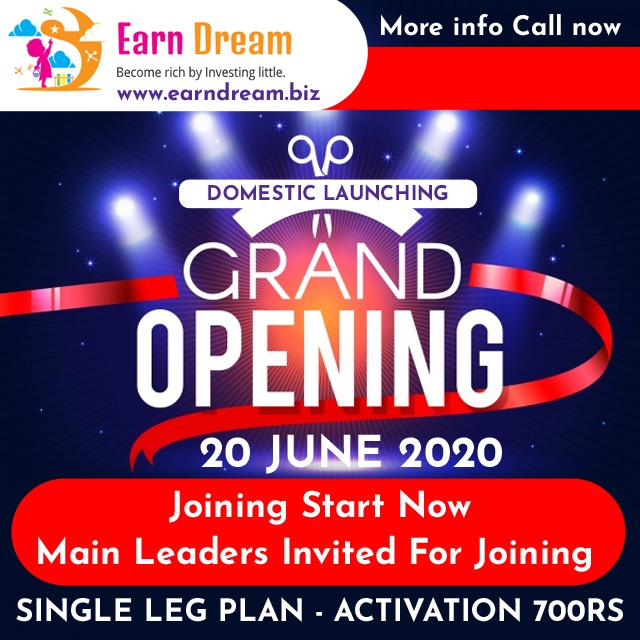 Earn Dream
Become rich by Investing little.
www.earndream.biz
More info Call now
DOMESTIC LAUNCHING
GRÄND
OPENING
20 JUNE 2020
Joining Start Now
Main Leaders Invited For Joining
SINGLE LEG PLAN - ACTIVATION 700RS